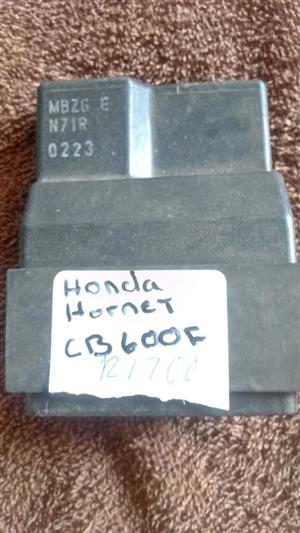 MBZG E
N71R
0223
Honda
Hornet
CB600F
R1700